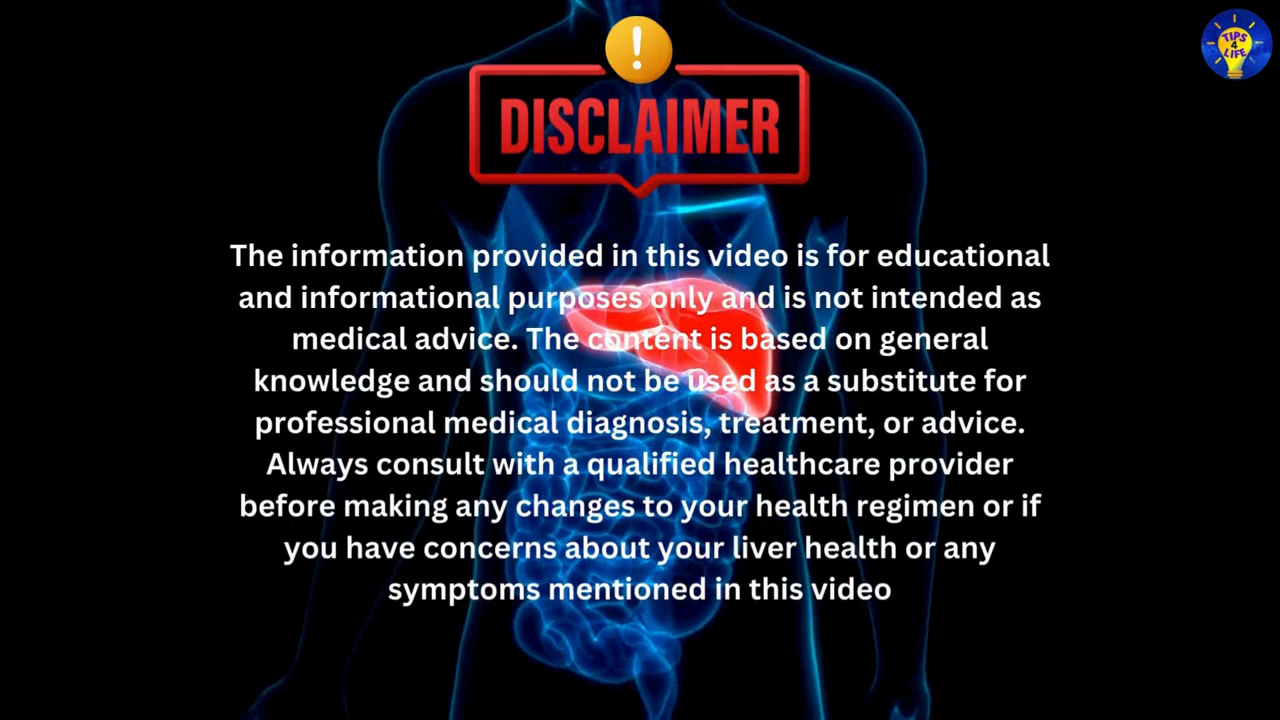 TIPS
4
LIFE
!
DISCLAIMER
The information provided in this video is for educational
and informational purposes only and is not intended as
medical advice. The content is based on general
knowledge and should not be used as a substitute for
professional medical diagnosis, treatment, or advice.
Always consult with a qualified healthcare provider
before making any changes to your health regimen or if
you have concerns about your liver health or any
symptoms mentioned in this video